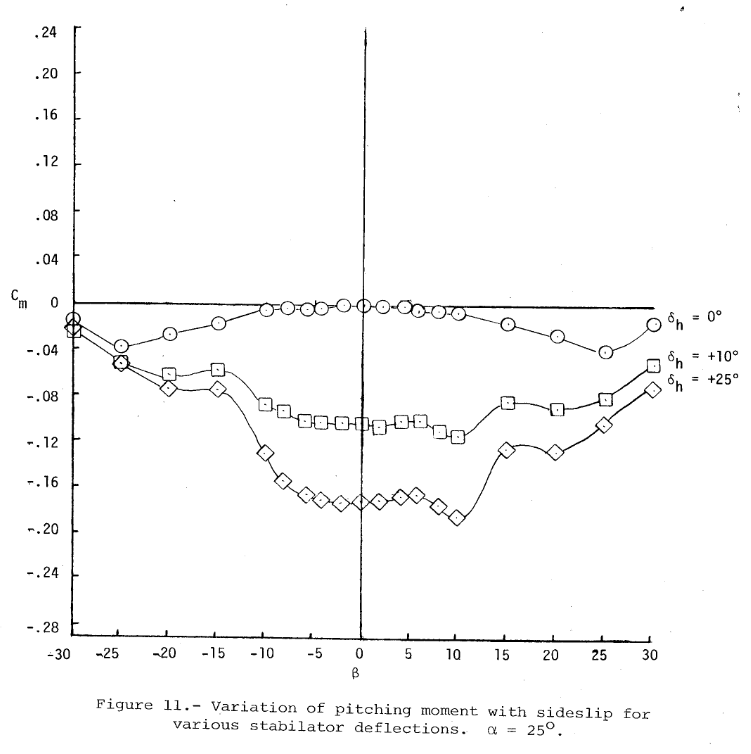 .24
.20
.16
.12
.08
.04
Cm 0
-.04
-.08
-.12
-.16
-.20
-.24
-.28
δh = 0°
δh = +10°
δh = +25°
-30 -25 -20 -15 -10 -5 0 5 10 15 20 25 30
β
Figure 11.- Variation of pitching moment with sideslip for
various stabilator deflections. α = 25°.